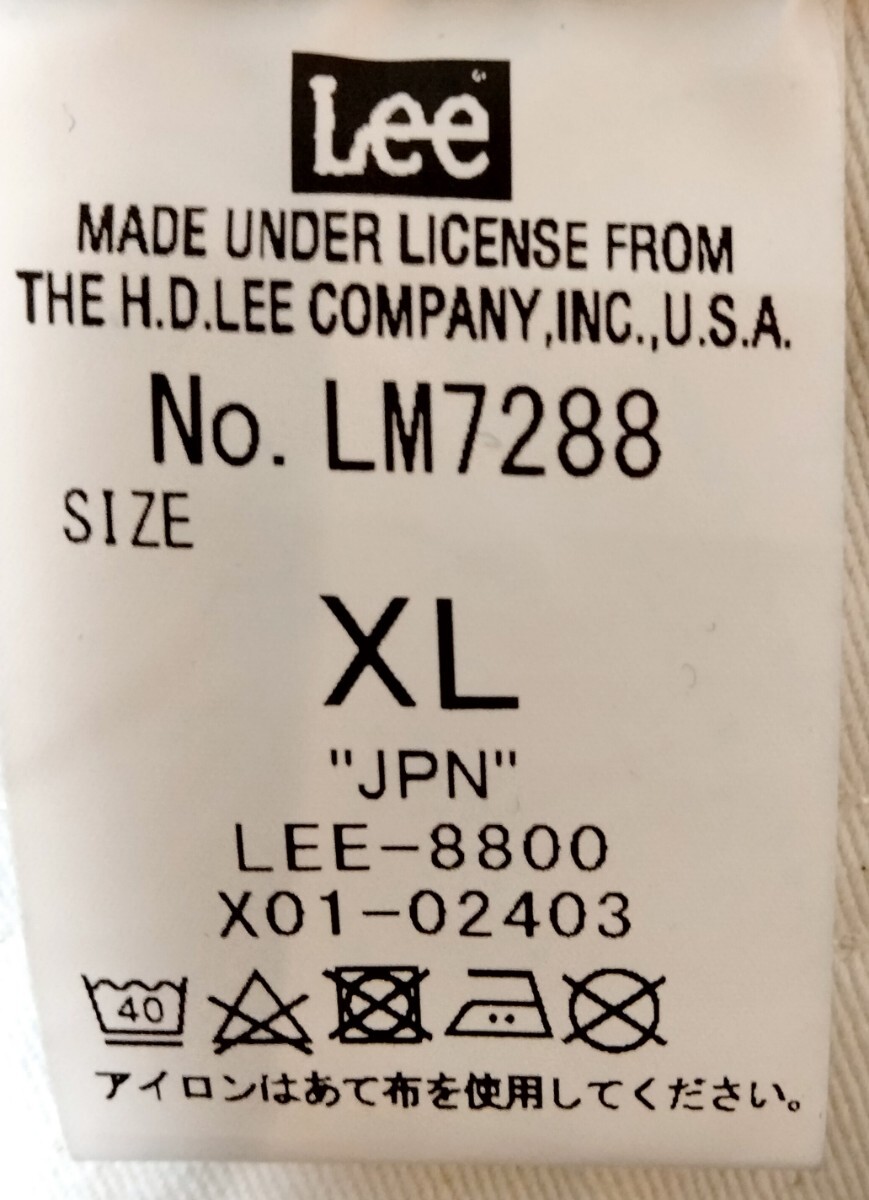 Lee
MADE UNDER LICENSE FROM
THE H.D.LEE COMPANY,INC.,U.S.A.
No. LM7288
SIZE
XL
"JPN"
LEE-8800
X01-02403
40
アイロンはあて布を使用してください。